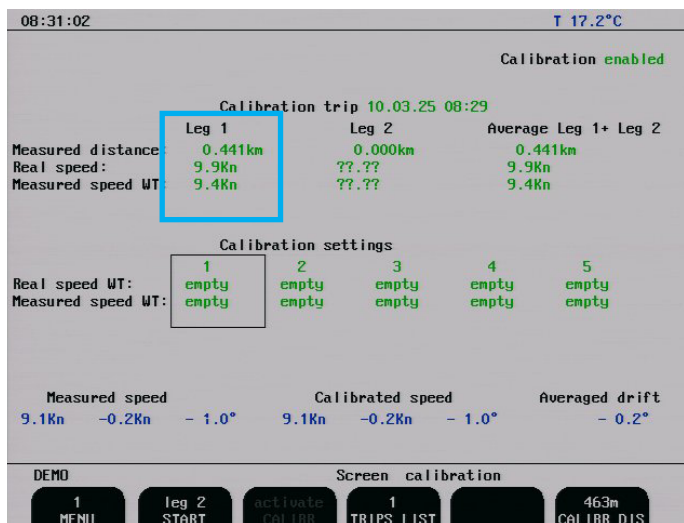 08:31:02 T 17.2°C
Calibration enabled
Calibration trip 10.03.25 08:29
Leg 1 Leg 2 Average Leg 1+ Leg 2
Measured distance: 0.441km 0.000km 0.441km
Real speed: 9.9Kn ??.?? 9.9Kn
Measured speed WT: 9.4Kn ??.?? 9.4Kn
Calibration settings
1 2 3 4 5
Real speed WT: empty empty empty empty empty
Measured speed WT: empty empty empty empty empty
Measured speed Calibrated speed Averaged drift
9.1Kn -0.2Kn - 1.0° 9.1Kn -0.2Kn - 1.0° - 0.2°
DEMO Screen calibration
1 leg 2 activate 1 463m
MENU START CALIBR TRIPS LIST CALIBR DIS